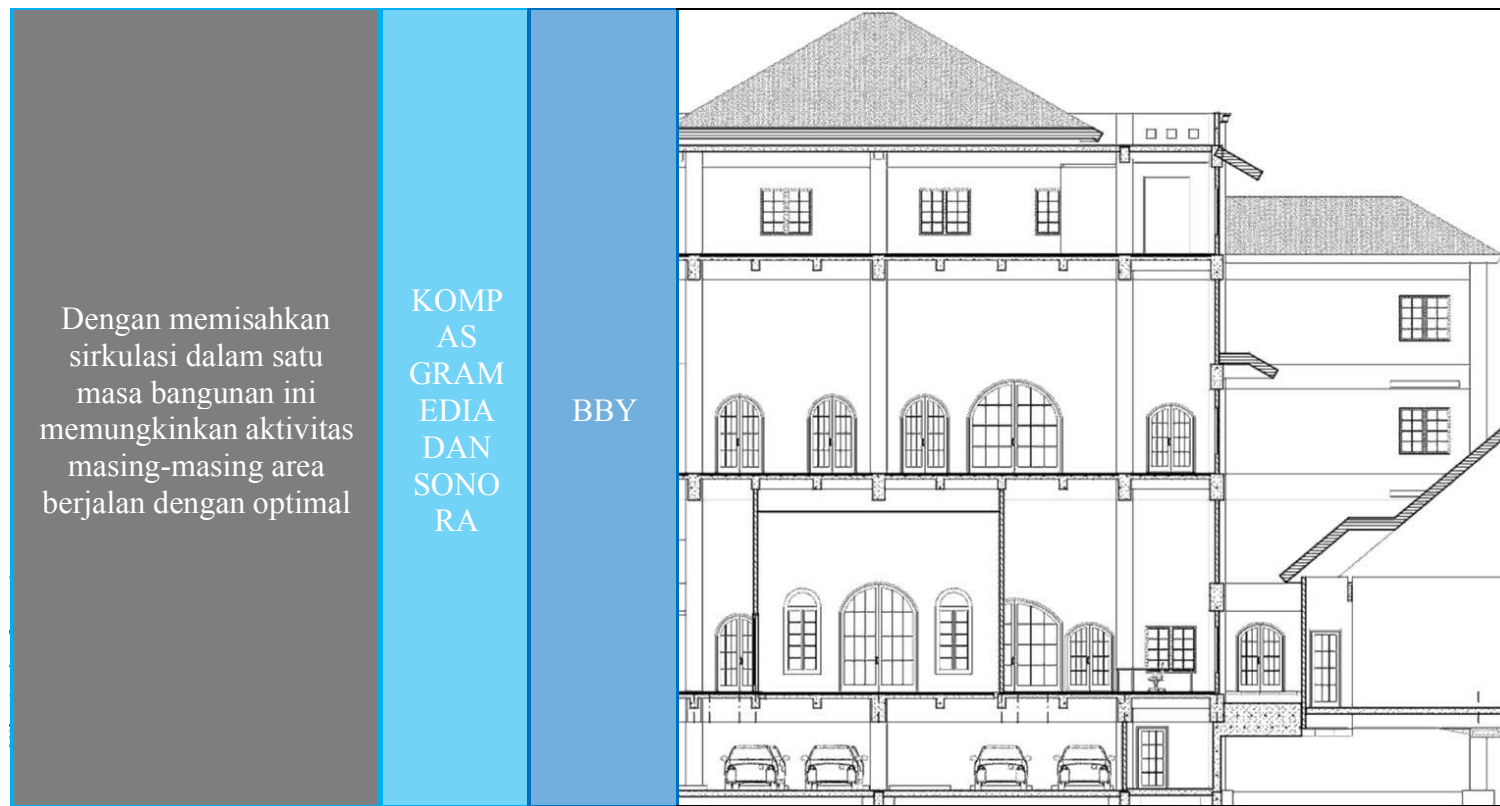 Dengan memisahkan
sirkulasi dalam satu
masa bangunan ini
memungkinkan aktivitas
masing-masing area
berjalan dengan optimal
KOMP
AS
GRAM
EDIA
DAN
SONO
RA
BBY